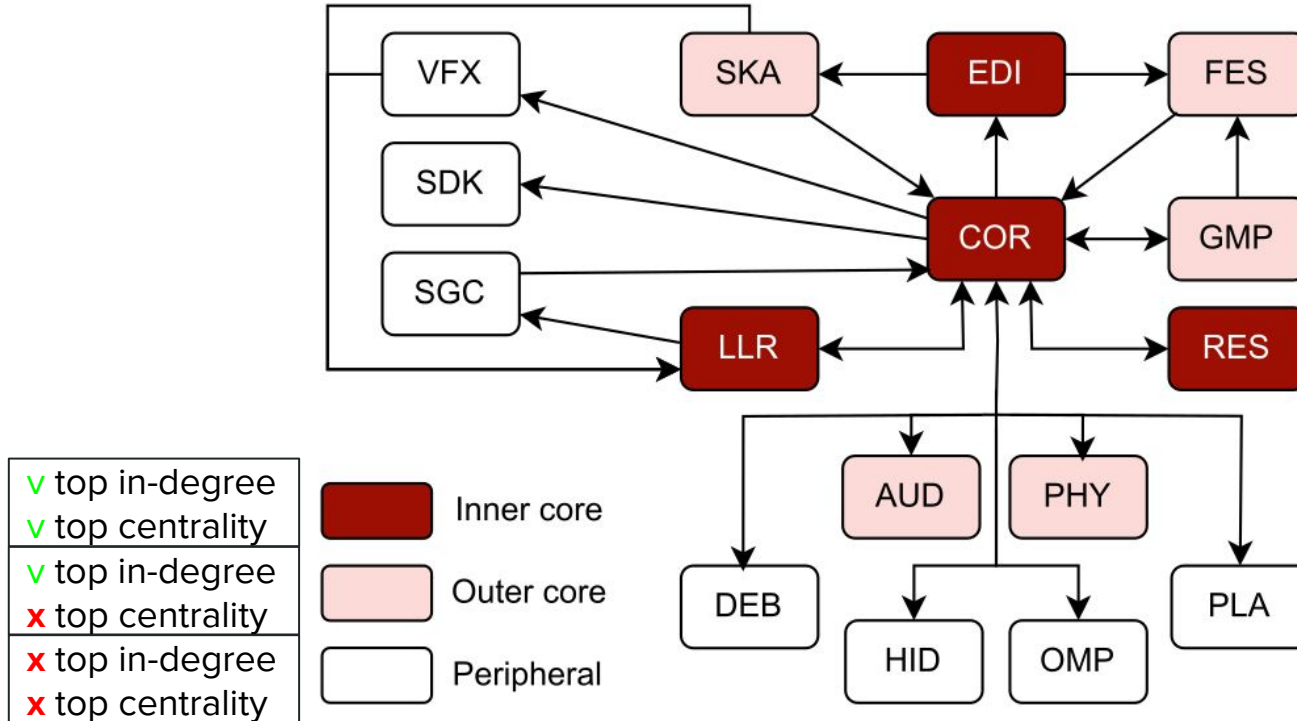 VFX
SKA
EDI
FES
SDK
COR
GMP
SGC
LLR
RES
v top in-degree
v top centrality
v top in-degree
x top centrality
x top in-degree
x top centrality
Inner core
Outer core
Peripheral
AUD
PHY
DEB
HID
OMP
PLA